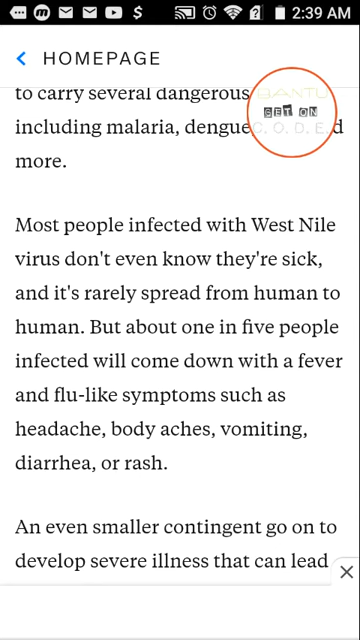 2:39 AM
HOMEPAGE
to carry several dangerous
including malaria, dengue
more.
GET ON
C. O. D. E. d
Most people infected with West Nile
virus don't even know they're sick,
and it's rarely spread from human to
human. But about one in five people
infected will come down with a fever
and flu-like symptoms such as
headache, body aches, vomiting,
diarrhea, or rash.
An even smaller contingent go on to
develop severe illness that can lead